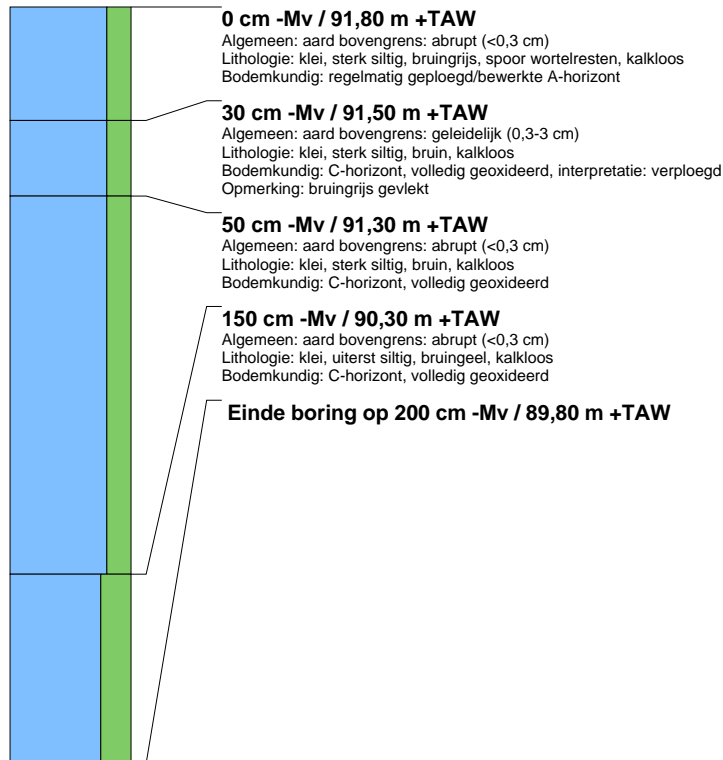 0 cm -Mv / 91,80 m +TAW
Algemeen: aard bovengrens: abrupt (<0,3 cm)
Lithologie: klei, sterk siltig, bruingrijs, spoor wortelresten, kalkloos
Bodemkundig: regelmatig geploegd/bewerkte A-horizont
30 cm -Mv / 91,50 m +TAW
Algemeen: aard bovengrens: geleidelijk (0,3-3 cm)
Lithologie: klei, sterk siltig, bruin, kalkloos
Bodemkundig: C-horizont, volledig geoxideerd, interpretatie: verploegd
Opmerking: bruingrijs gevlekt
50 cm -Mv / 91,30 m +TAW
Algemeen: aard bovengrens: abrupt (<0,3 cm)
Lithologie: klei, sterk siltig, bruin, kalkloos
Bodemkundig: C-horizont, volledig geoxideerd
150 cm -Mv / 90,30 m +TAW
Algemeen: aard bovengrens: abrupt (<0,3 cm)
Lithologie: klei, uiterst siltig, bruingeel, kalkloos
Bodemkundig: C-horizont, volledig geoxideerd
Einde boring op 200 cm -Mv / 89,80 m +TAW